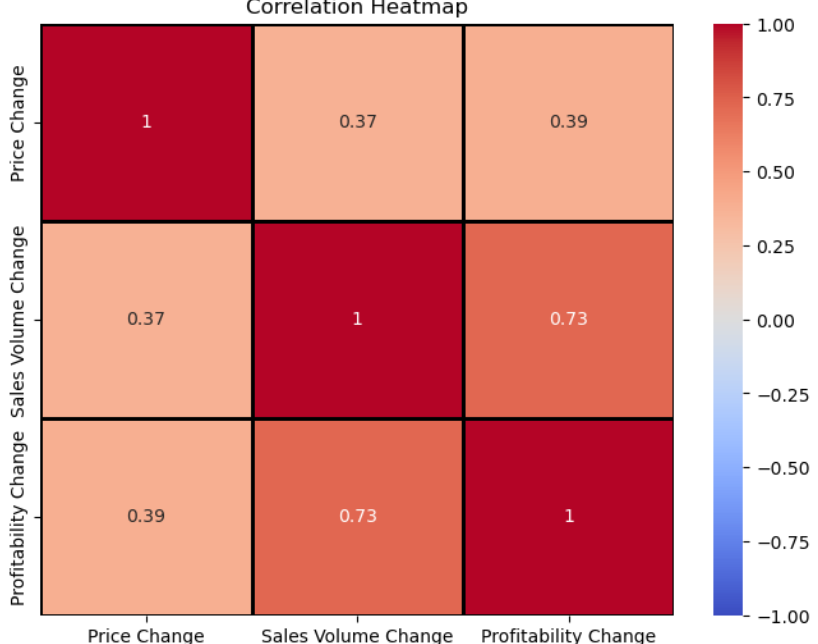 Correlation Heatmap
Price Change
1
0.37
0.39
Sales Volume Change
0.37
1
0.73
Profitability Change
0.39
0.73
1
Price Change
Sales Volume Change
Profitability Change
1.00
0.75
0.50
0.25
0.00
−0.25
−0.50
−0.75
−1.00